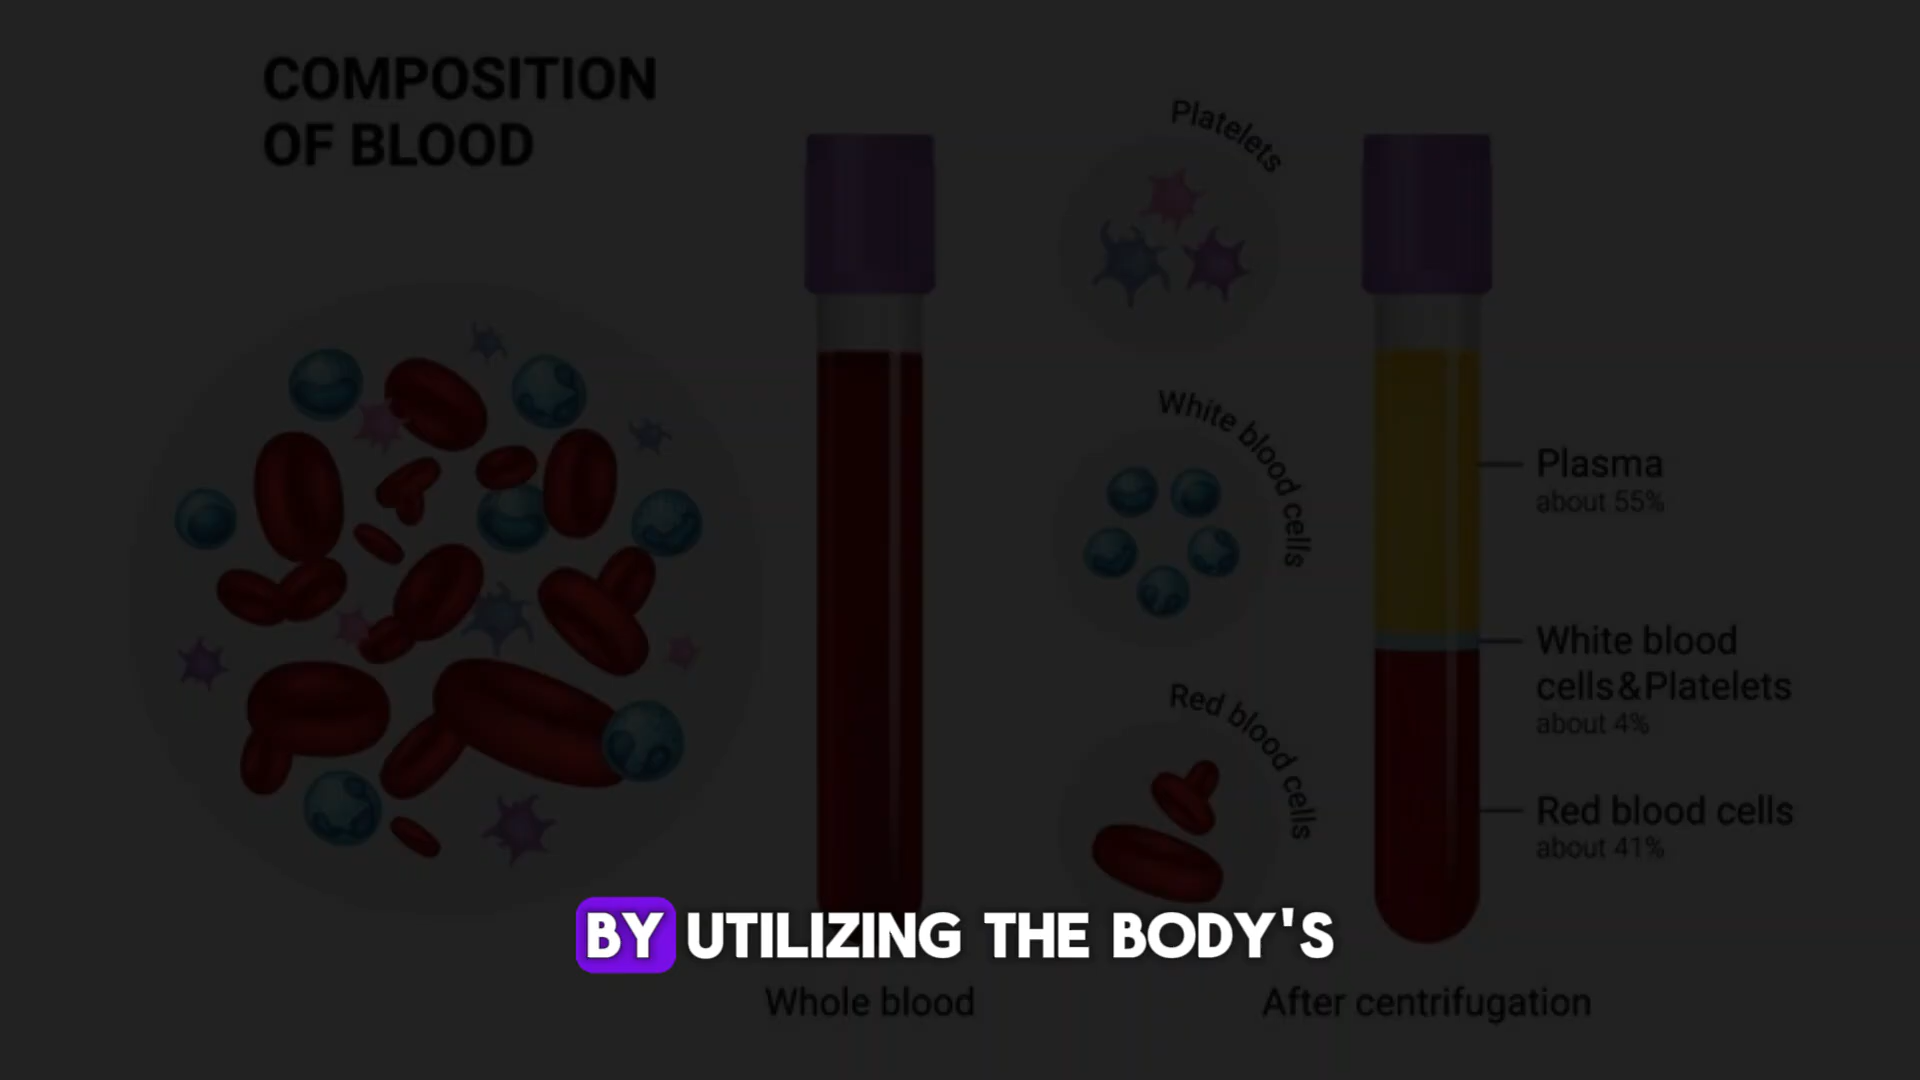 COMPOSITION
OF BLOOD
Platelets
White blood cells
Red blood cells
Plasma
about 55%
White blood
cells&Platelets
about 4%
Red blood cells
about 41%
BY UTILIZING THE BODY'S
Whole blood
After centrifugation